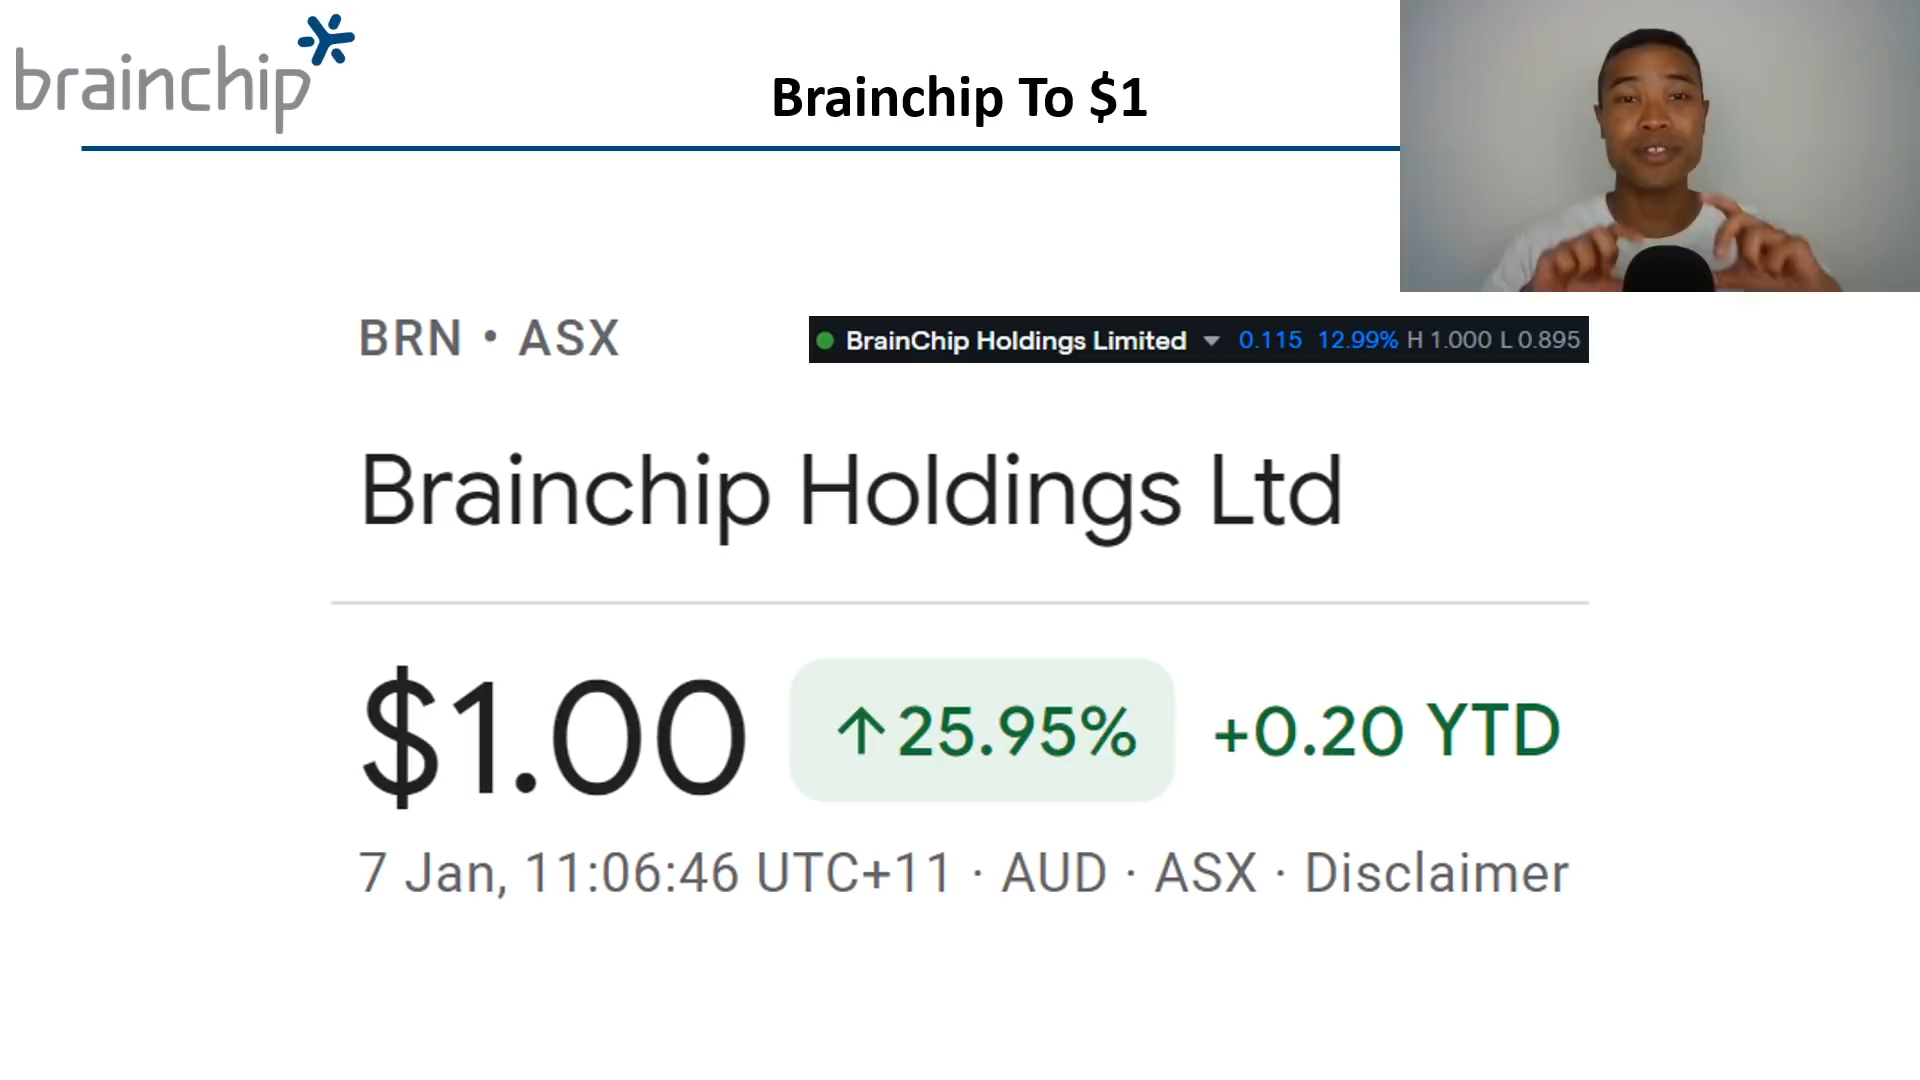 brainchip
Brainchip To $1
BRN • ASX
BrainChip Holdings Limited 0.115 12.99% H 1.000 L 0.895
Brainchip Holdings Ltd
$1.00 ↑25.95% +0.20 YTD
7 Jan, 11:06:46 UTC+11 · AUD · ASX · Disclaimer